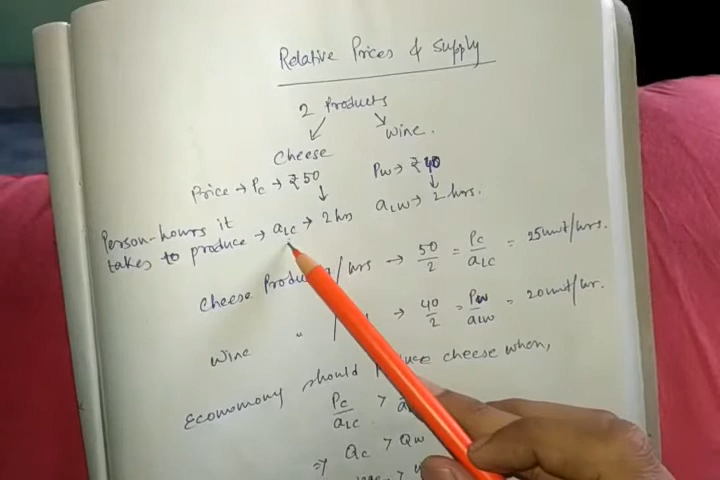 Relative Prices & Supply
2 Products
Cheese
Wine.
Price → Pc → ₹50
Pw → ₹40
Person-hours it
takes to produce → aLC → 2 hrs
aLW → 2 hrs.
Cheese / hrs → 50/2 = Pc/aLC = 25unit/hrs.
Wine " / → 40/2 = Pw/aLW = 20unit/hr.
Econommy should cheese when,
Pc/aLC >
⇒ Qc > Qw